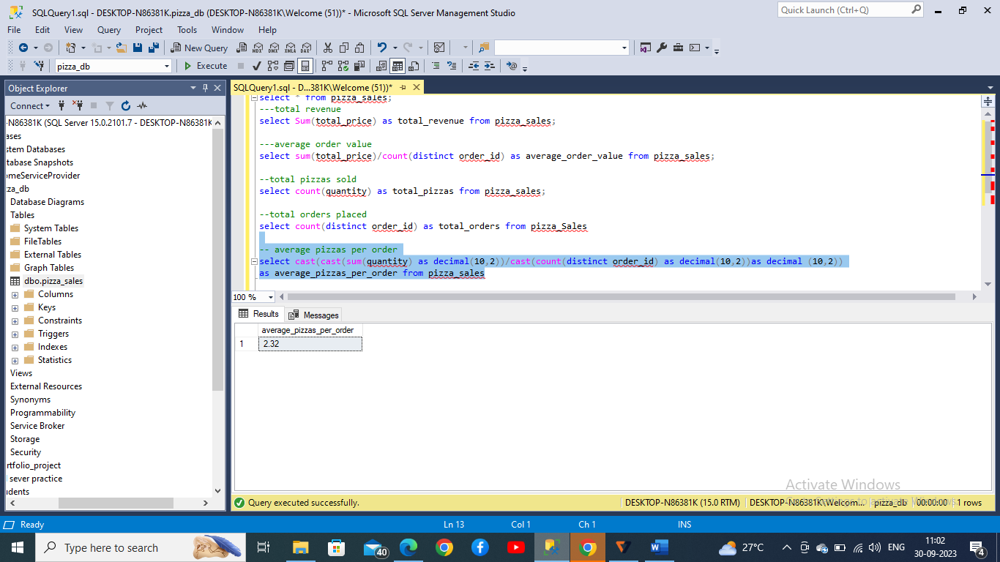 SQLQuery1.sql - DESKTOP-N86381K.pizza_db (DESKTOP-N86381K\Welcome (51))* - Microsoft SQL Server Management Studio
Quick Launch (Ctrl+Q)
File Edit View Query Project Tools Window Help
New Query MDX DMX XMLA DAX
pizza_db Execute
Object Explorer
Connect
-N86381K (SQL Server 15.0.2101.7 - DESKTOP-N86381K
ases
stem Databases
tabase Snapshots
omeServiceProvider
za_db
Database Diagrams
Tables
System Tables
FileTables
External Tables
Graph Tables
dbo.pizza_sales
Columns
Keys
Constraints
Triggers
Indexes
Statistics
Views
External Resources
Synonyms
Programmability
Service Broker
Storage
Security
rtfolio_project
l sever practice
udents
SQLQuery1.sql - D...381K\Welcome (51))*
select * from pizza_sales;
---total revenue
select Sum(total_price) as total_revenue from pizza_sales;
---average order value
select sum(total_price)/count(distinct order_id) as average_order_value from pizza_sales;
--total pizzas sold
select count(quantity) as total_pizzas from pizza_sales;
--total orders placed
select count(distinct order_id) as total_orders from pizza_Sales
-- average pizzas per order
select cast(cast(sum(quantity) as decimal(10,2))/cast(count(distinct order_id) as decimal(10,2))as decimal (10,2))
as average_pizzas_per_order from pizza_sales
100 %
Results Messages
average_pizzas_per_order
1 2.32
Activate Windows
Query executed successfully. DESKTOP-N86381K (15.0 RTM) DESKTOP-N86381K\Welcom... pizza_db 00:00:00 1 rows
Ready Ln 13 Col 1 Ch 1 INS
Type here to search 40 27°C ENG 11:02
30-09-2023 4